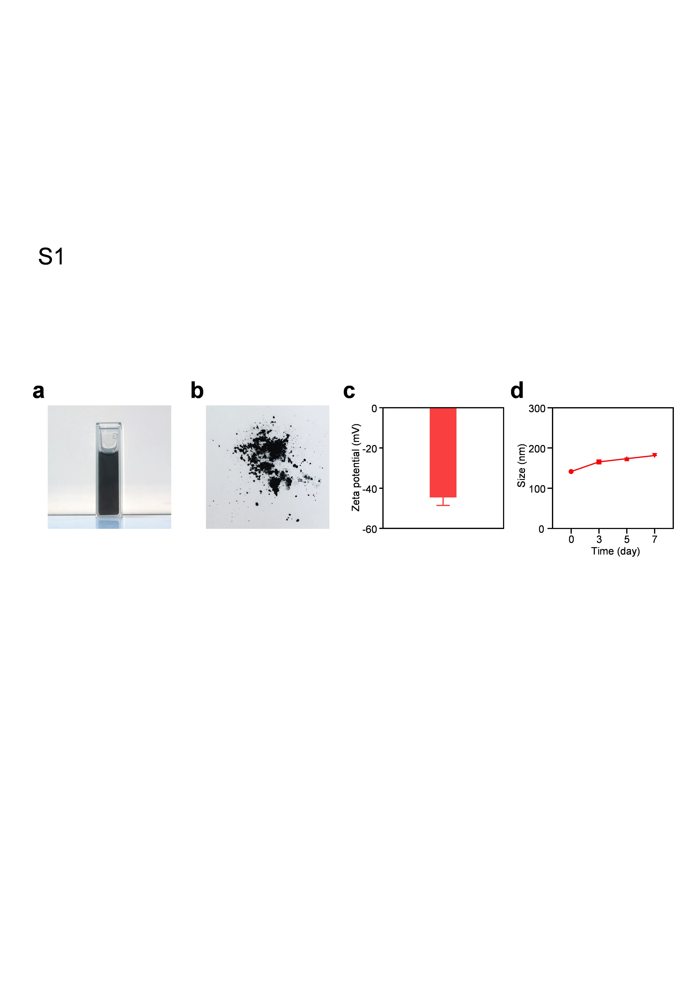 S1
a
b
c
d
0
-20
-40
-60
Zeta potential (mV)
300
200
100
0
Size (nm)
0 3 5 7
Time (day)